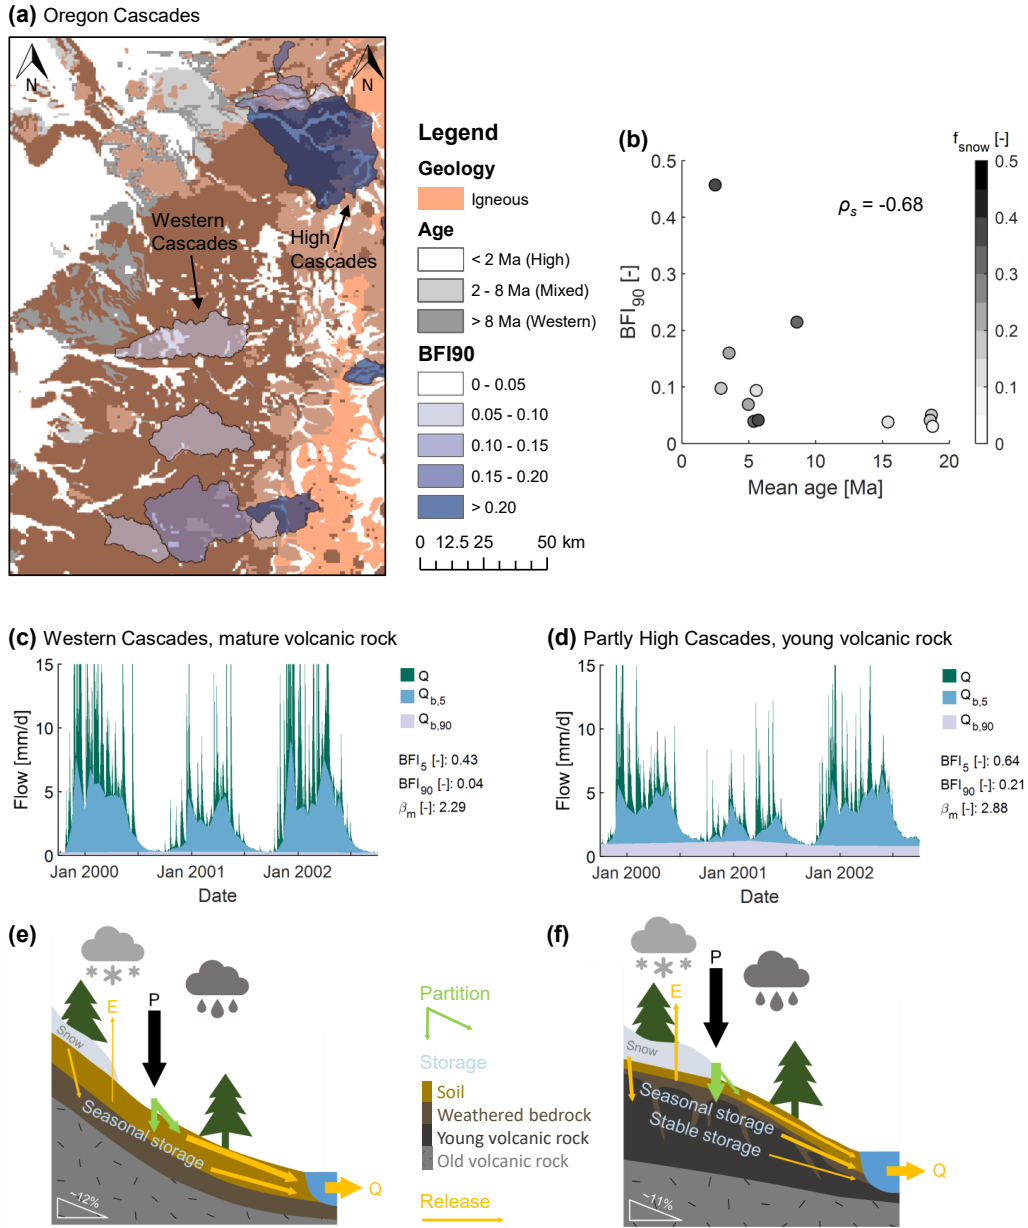 (a) Oregon Cascades
N
N
Western
Cascades
High
Cascades
Legend
Geology
Igneous
Age
< 2 Ma (High)
2 - 8 Ma (Mixed)
> 8 Ma (Western)
BFI90
0 - 0.05
0.05 - 0.10
0.10 - 0.15
0.15 - 0.20
> 0.20
0 12.5 25 50 km
(b)
f_snow [-]
ρ_s = -0.68
0.5
0.4
0.3
0.2
0.1
0
BFI_90 [-]
0 5 10 15 20
Mean age [Ma]
0.5
0.4
0.3
0.2
0.1
0
(c) Western Cascades, mature volcanic rock
15
10
5
0
Flow [mm/d]
Jan 2000 Jan 2001 Jan 2002
Date
Q
Q_b,5
Q_b,90
BFI_5 [-]: 0.43
BFI_90 [-]: 0.04
β_m [-]: 2.29
(d) Partly High Cascades, young volcanic rock
15
10
5
0
Flow [mm/d]
Jan 2000 Jan 2001 Jan 2002
Date
Q
Q_b,5
Q_b,90
BFI_5 [-]: 0.64
BFI_90 [-]: 0.21
β_m [-]: 2.88
(e)
E
P
Snow
Seasonal storage
Q
~12%
Partition
Storage
Soil
Weathered bedrock
Young volcanic rock
Old volcanic rock
Release
(f)
P
E
Snow
Seasonal storage
Stable storage
Q
~11%